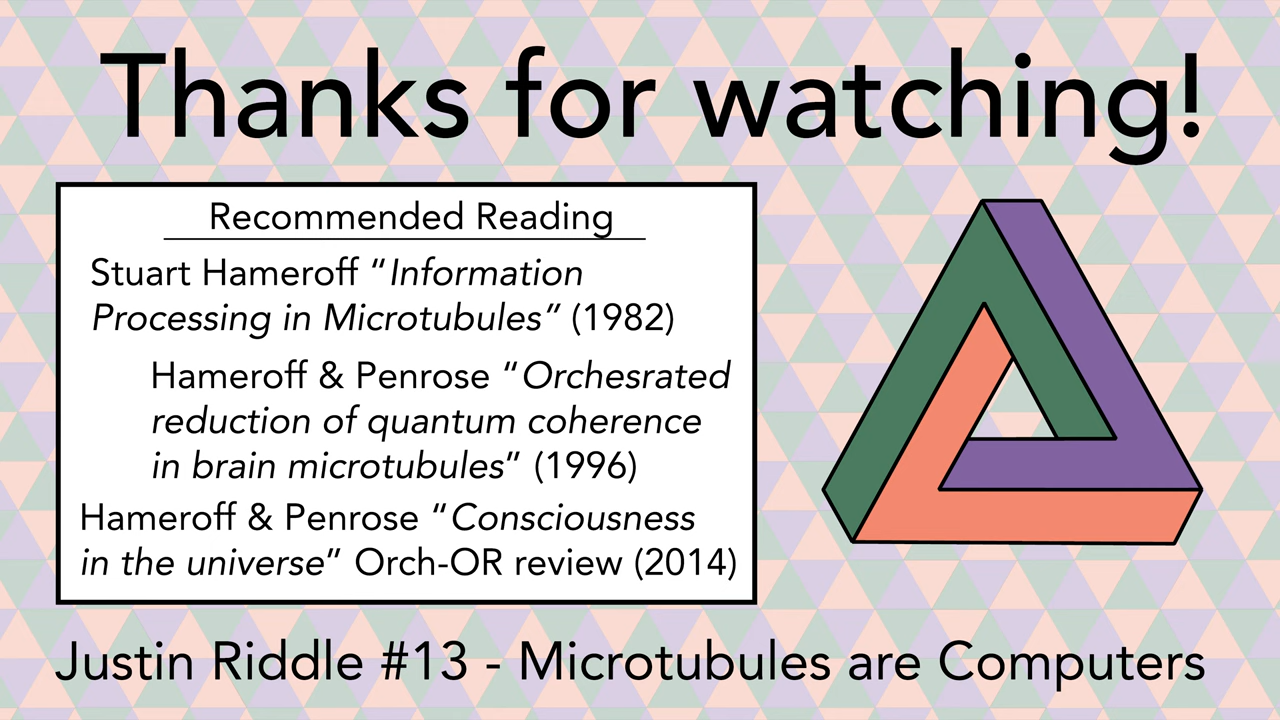 Thanks for watching!
Recommended Reading
Stuart Hameroff “Information
Processing in Microtubules” (1982)
Hameroff & Penrose “Orchesrated
reduction of quantum coherence
in brain microtubules” (1996)
Hameroff & Penrose “Consciousness
in the universe” Orch-OR review (2014)
Justin Riddle #13 - Microtubules are Computers